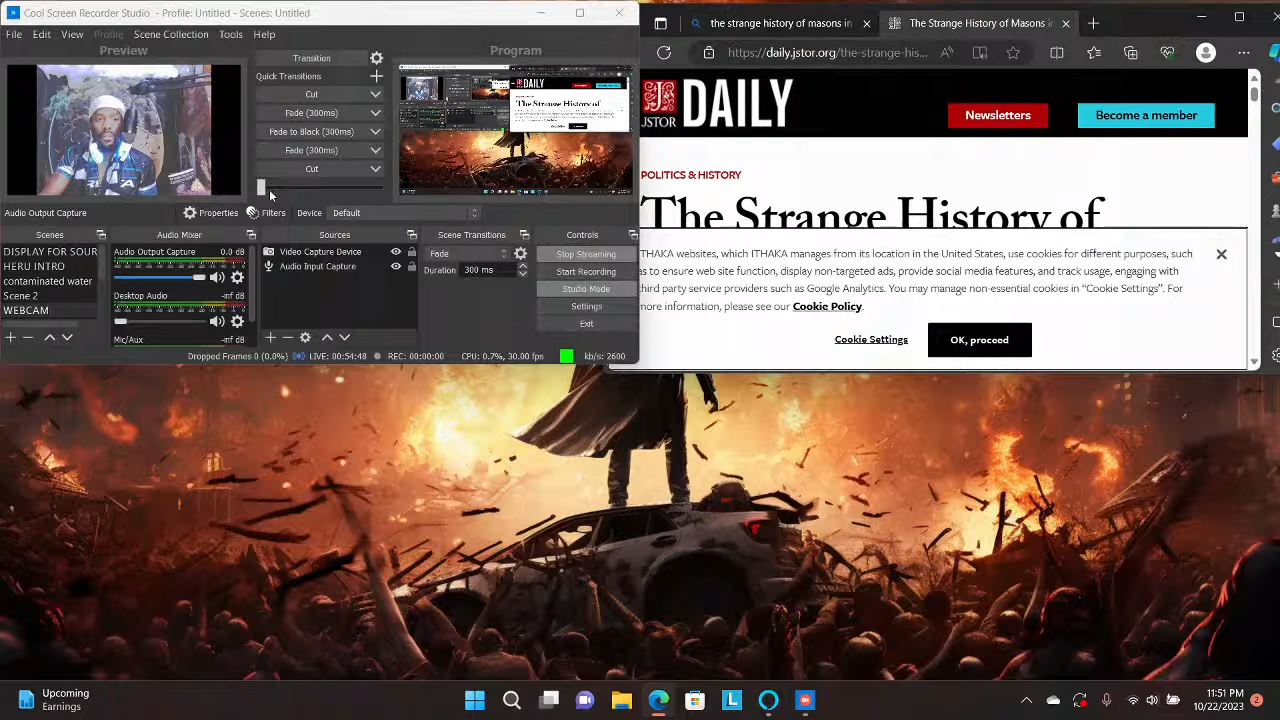 Cool Screen Recorder Studio - Profile: Untitled - Scenes: Untitled
File Edit View Profile Scene Collection Tools Help
Preview
Transition
Quick Transitions
Cut
(300ms)
Fade (300ms)
Fade (300ms)
Cut
Program
Audio Output Capture
Properties
Filters
Device
Default
Scenes
DISPLAY FOR SOUR
HERU INTRO
contaminated water
Scene 2
WEBCAM
Audio Mixer
Audio Output Capture 0.0 dB
Desktop Audio -inf dB
Mic/Aux -inf dB
Sources
Video Capture Device
Audio Input Capture
Scene Transitions
Fade
Duration 300 ms
Controls
Stop Streaming
Start Recording
Studio Mode
Settings
Exit
Dropped Frames 0 (0.0%) LIVE: 00:54:48 REC: 00:00:00 CPU: 0.7%, 30.00 fps kb/s: 2600
the strange history of masons in
The Strange History of Masons in
https://daily.jstor.org/the-strange-his...
JSTOR DAILY
Newsletters
Become a member
POLITICS & HISTORY
The Strange History of
ITHAKA websites, which ITHAKA manages from its location in the United States, use cookies for different purposes, such
as to ensure web site function, display non-targeted ads, provide social media features, and track usage, engaging with
third party service providers such as Google Analytics. You may manage non-essential cookies in “Cookie Settings”. For
more information, please see our Cookie Policy.
Cookie Settings
OK, proceed
Upcoming
Earnings
11:51 PM
10/22/2023
2